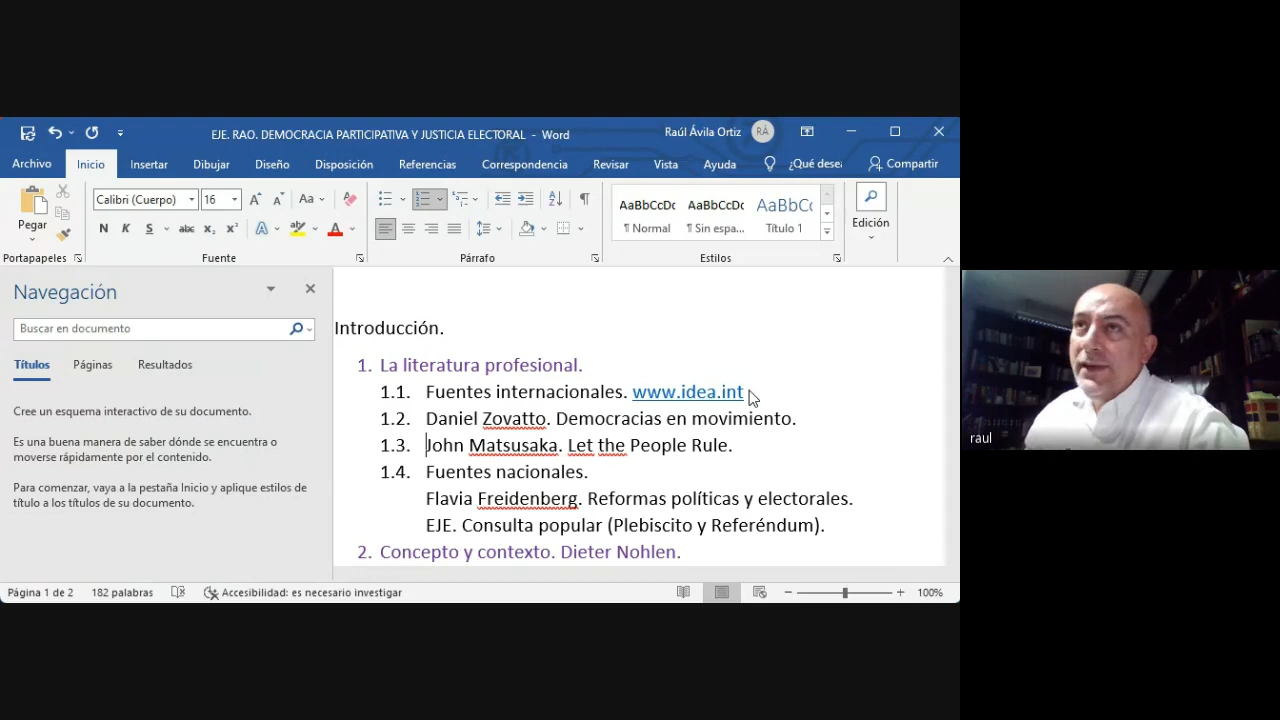 EJE. RAO. DEMOCRACIA PARTICIPATIVA Y JUSTICIA ELECTORAL - Word
Raúl Ávila Ortiz RÁ
Archivo Inicio Insertar Dibujar Diseño Disposición Referencias Correspondencia Revisar Vista Ayuda ¿Qué desea Compartir
Pegar
Calibri (Cuerpo) 16
Aa
N K S abc x₂ x² A A
AaBbCcDc AaBbCcDc AaBbCc
¶ Normal ¶ Sin espa... Título 1
Edición
Portapapeles Fuente Párrafo Estilos
Navegación
Buscar en documento
Títulos Páginas Resultados
Cree un esquema interactivo de su documento.
Es una buena manera de saber dónde se encuentra o
moverse rápidamente por el contenido.
Para comenzar, vaya a la pestaña Inicio y aplique estilos de
título a los títulos de su documento.
Introducción.
1. La literatura profesional.
1.1. Fuentes internacionales. www.idea.int
1.2. Daniel Zovatto. Democracias en movimiento.
1.3. John Matsusaka. Let the People Rule.
1.4. Fuentes nacionales.
Flavia Freidenberg. Reformas políticas y electorales.
EJE. Consulta popular (Plebiscito y Referéndum).
2. Concepto y contexto. Dieter Nohlen.
Página 1 de 2 182 palabras Accesibilidad: es necesario investigar 100%
raul